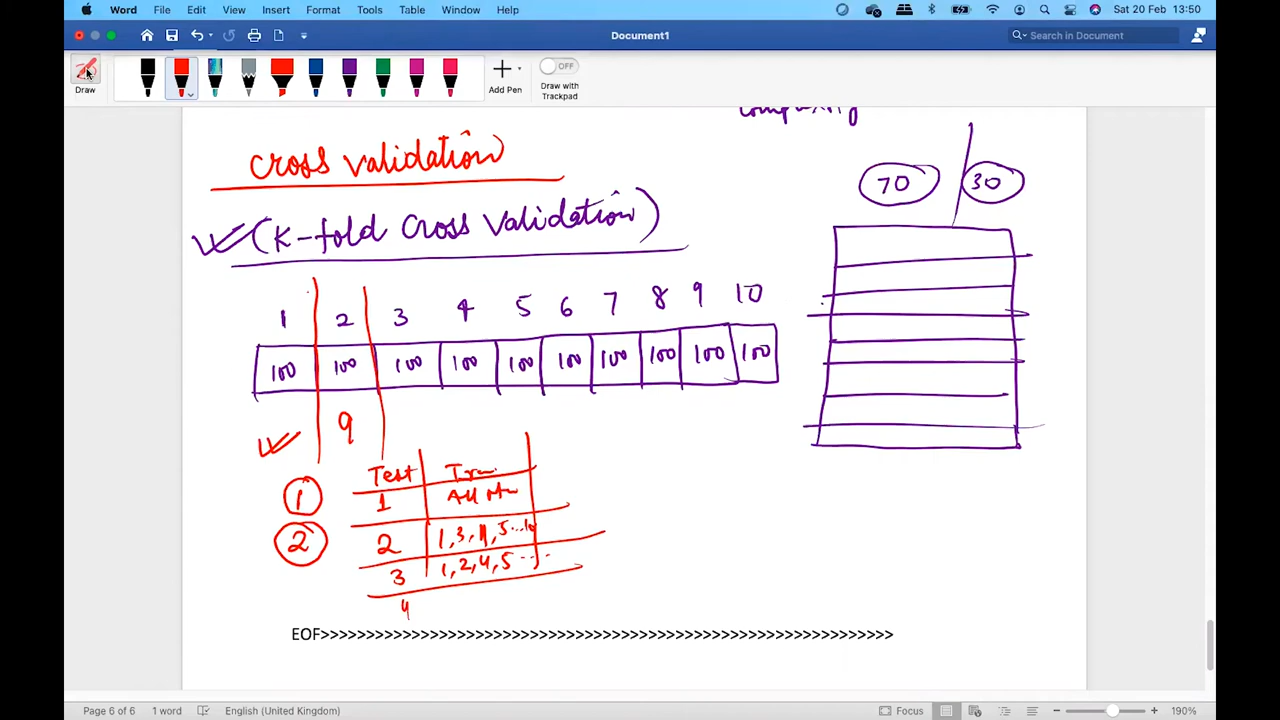 Word File Edit View Insert Format Tools Table Window Help Sat 20 Feb 13:50
Document1
Search in Document
Draw
Add Pen
OFF
Draw with
Trackpad
complexity
Cross Validation
(K-fold Cross Validation)
70 30
1 2 3 4 5 6 7 8 9 10
100 100 100 100 100 100 100 100 100 100
9
Test
1 1 All
2 2 1,3,4,5...10
3 1,2,4,5...
4
EOF>>>>>>>>>>>>>>>>>>>>>>>>>>>>>>>>>>>>>>>>>>>>>>>>>>>>>>>>>>>>>>>
Page 6 of 6 1 word English (United Kingdom) Focus 190%